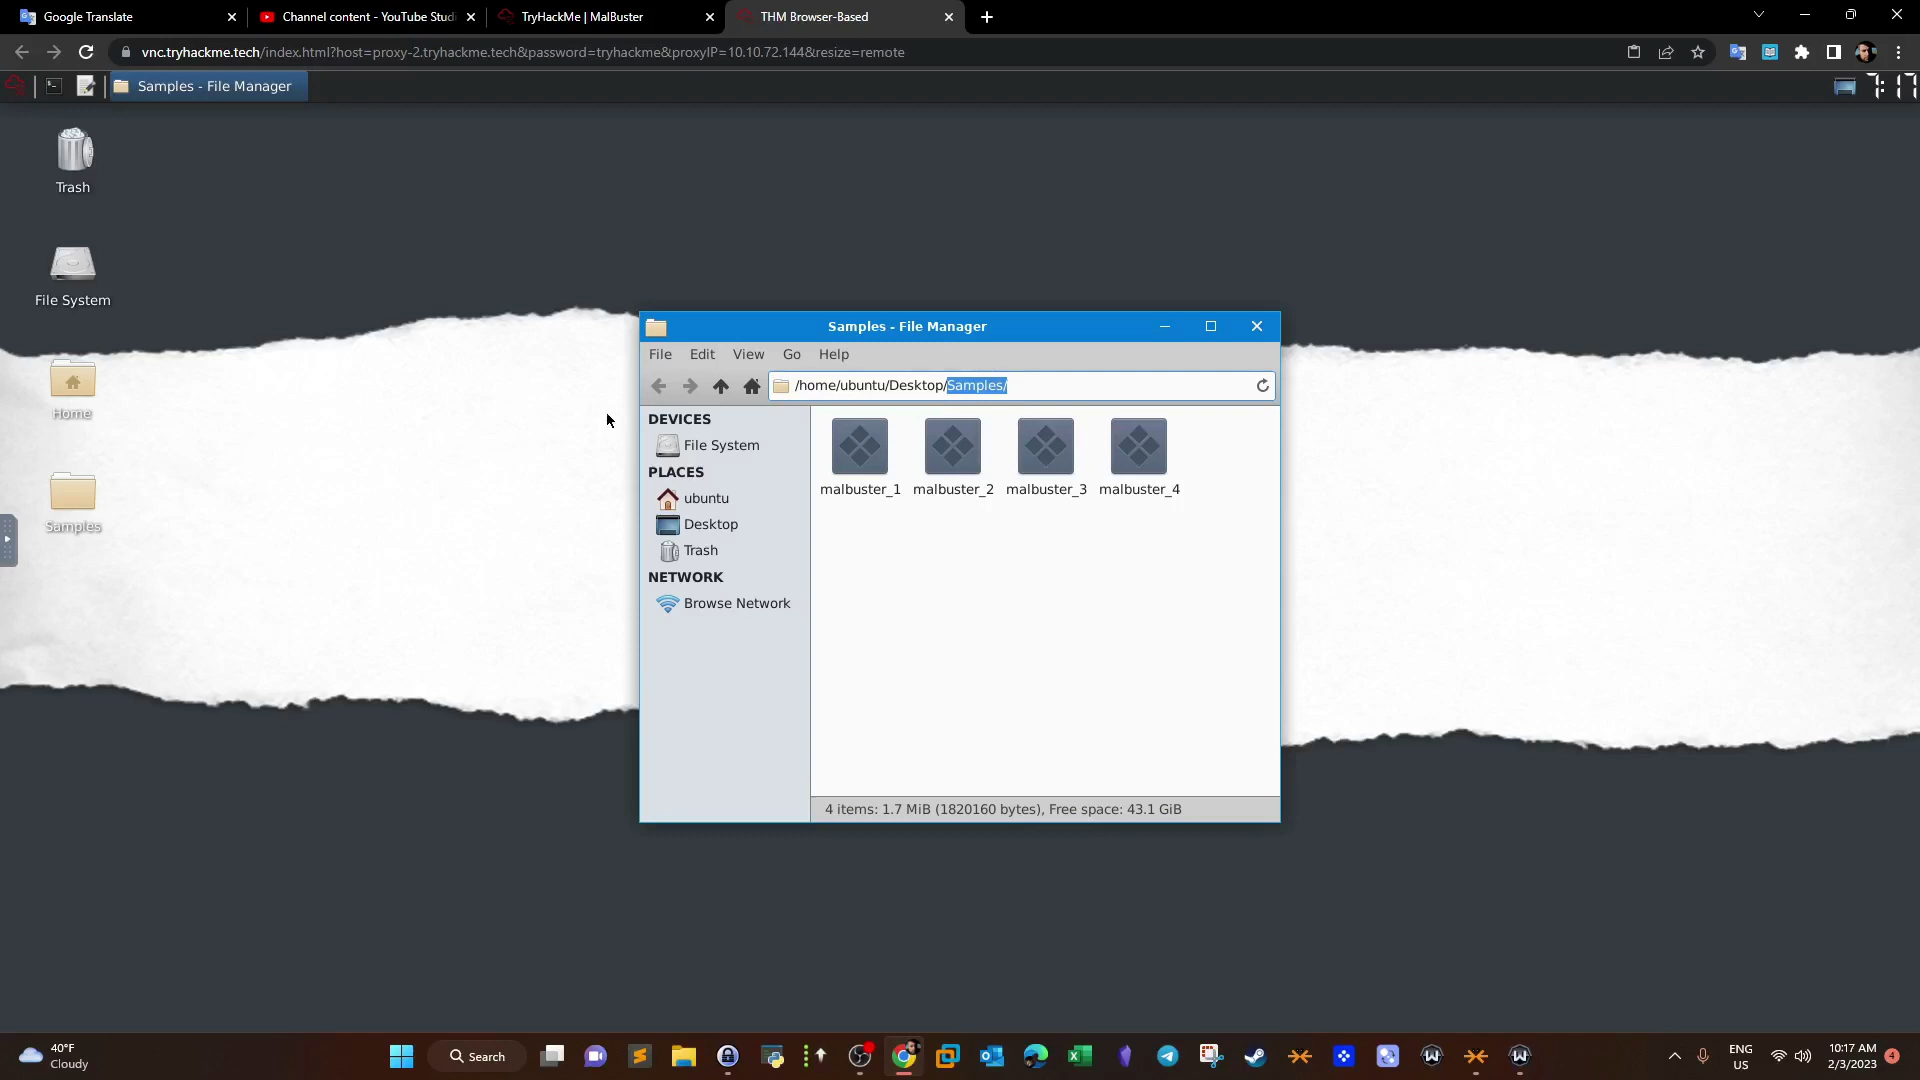 Google Translate
Channel content - YouTube Studi
TryHackMe | MalBuster
THM Browser-Based
vnc.tryhackme.tech/index.html?host=proxy-2.tryhackme.tech&password=tryhackme&proxyIP=10.10.72.144&resize=remote
Samples - File Manager
Trash
File System
Home
Samples
Samples - File Manager
File Edit View Go Help
/home/ubuntu/Desktop/Samples/
DEVICES
File System
PLACES
ubuntu
Desktop
Trash
NETWORK
Browse Network
malbuster_1 malbuster_2 malbuster_3 malbuster_4
4 items: 1.7 MiB (1820160 bytes), Free space: 43.1 GiB
40°F
Cloudy
Search
ENG
US
10:17 AM
2/3/2023
4